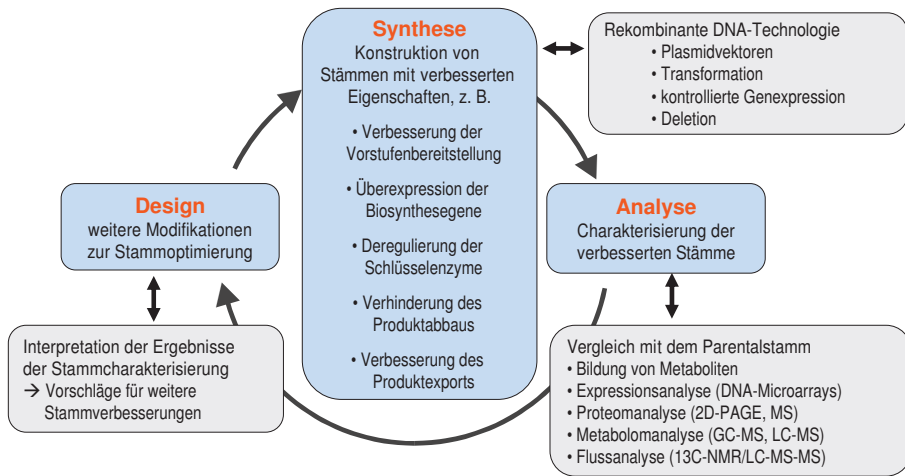 Synthese
Konstruktion von
Stämmen mit verbesserten
Eigenschaften, z. B.
• Verbesserung der
Vorstufenbereitstellung
• Überexpression der
Biosynthesegene
• Deregulierung der
Schlüsselenzyme
• Verhinderung des
Produktabbaus
• Verbesserung des
Produktexports
Rekombinante DNA-Technologie
• Plasmidvektoren
• Transformation
• kontrollierte Genexpression
• Deletion
Analyse
Charakterisierung der
verbesserten Stämme
Vergleich mit dem Parentalstamm
• Bildung von Metaboliten
• Expressionsanalyse (DNA-Microarrays)
• Proteomanalyse (2D-PAGE, MS)
• Metabolomanalyse (GC-MS, LC-MS)
• Flussanalyse (13C-NMR/LC-MS-MS)
Design
weitere Modifikationen
zur Stammoptimierung
Interpretation der Ergebnisse
der Stammcharakterisierung
→ Vorschläge für weitere
Stammverbesserungen